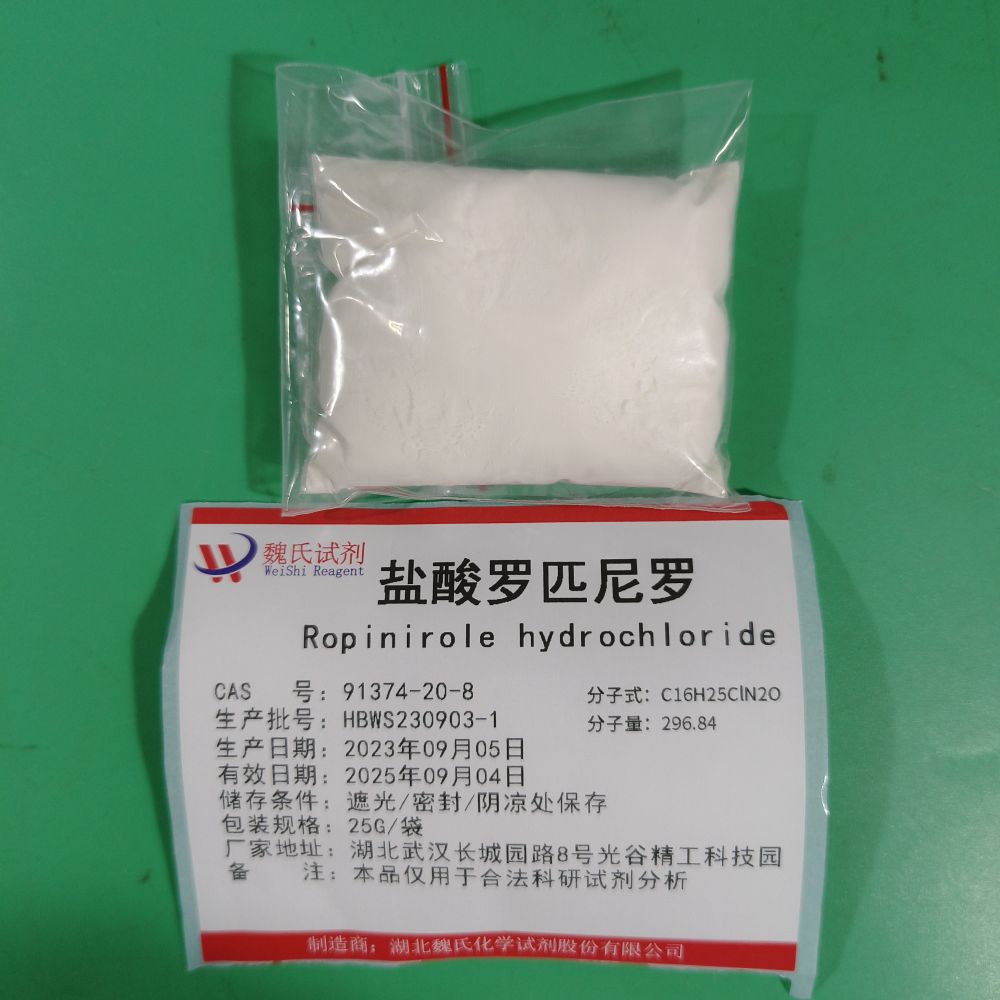 魏氏试剂
WeiShi Reagent
盐酸罗匹尼罗
Ropinirole hydrochloride
CAS 号：91374-20-8
分子式：C16H25ClN2O
生产批号：HBWS230903-1
分子量：296.84
生产日期：2023年09月05日
有效日期：2025年09月04日
储存条件：遮光/密封/阴凉处保存
包装规格：25G/袋
厂家地址：湖北武汉长城园路8号光谷精工科技园
备 注：本品仅用于合法科研试剂分析
制造商：湖北魏氏化学试剂股份有限公司